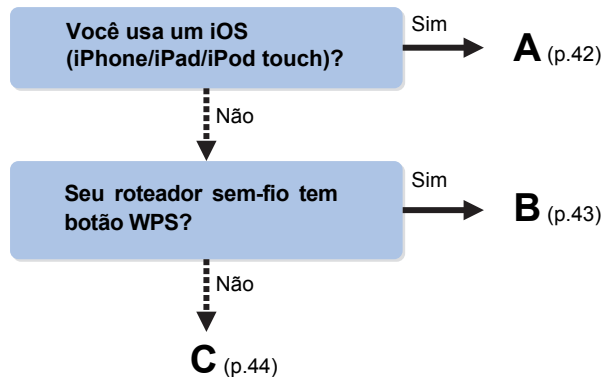 Você usa um iOS
(iPhone/iPad/iPod touch)?
Sim
A (p.42)
Não
Seu roteador sem-fio tem
botão WPS?
Sim
B (p.43)
Não
C (p.44)